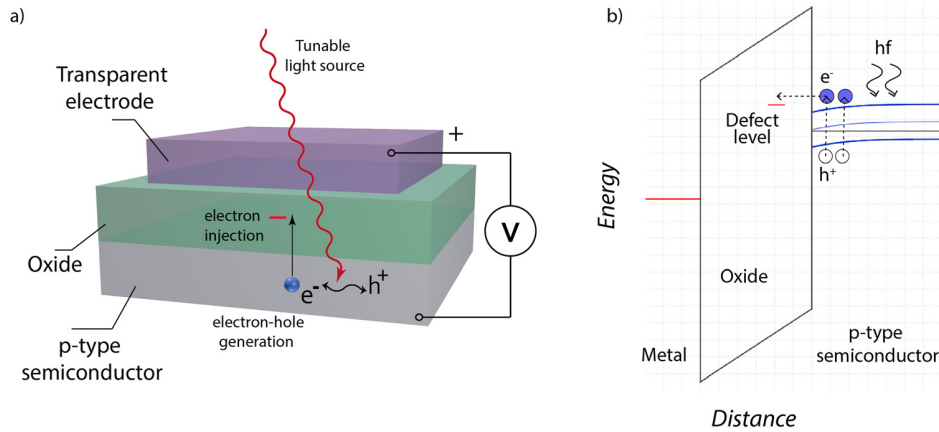 a)
Tunable
light source
Transparent
electrode
+
electron
injection
V
Oxide
e-
h+
electron-hole
generation
p-type
semiconductor
b)
hf
e-
Defect
level
h+
Energy
Oxide
Metal
p-type
semiconductor
Distance